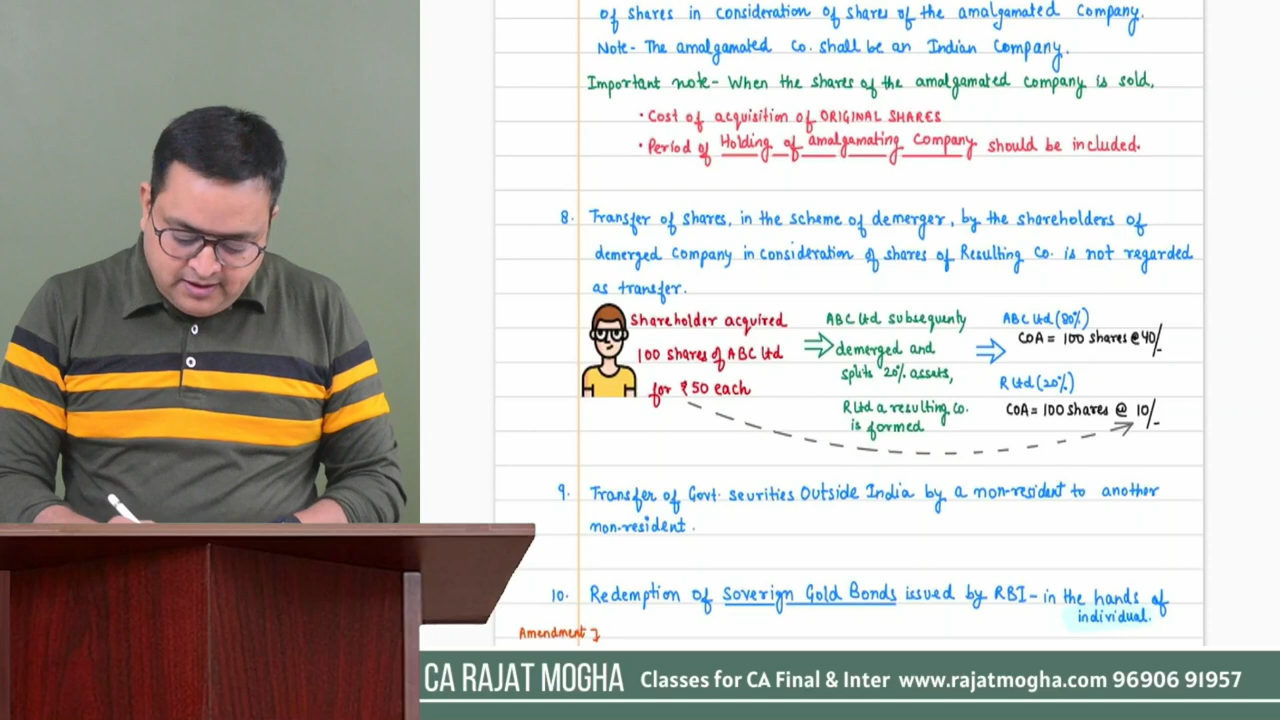 of shares in consideration of shares of the amalgamated Company.
Note- The amalgamated Co. shall be an Indian Company.
Important note- When the shares of the amalgamated company is sold,
• Cost of acquisition of ORIGINAL SHARES
• Period of Holding of amalgamating Company should be included.
8. Transfer of shares, in the scheme of demerger, by the shareholders of
demerged Company in consideration of shares of Resulting Co. is not regarded
as transfer.
Shareholder acquired
100 shares of ABC Ltd
for ₹50 each
ABC Ltd subsequenty
demerged and
splits 20% assets,
R Ltd a resulting co.
is formed
ABC Ltd (80%)
COA = 100 shares @ 40/-
R Ltd (20%)
COA = 100 shares @ 10/-
9. Transfer of Govt. seurities Outside India by a non-resident to another
non-resident.
10. Redemption of Soverign Gold Bonds issued by RBI- in the hands of
individual.
Amendment
CA RAJAT MOGHA Classes for CA Final & Inter www.rajatmogha.com 96906 91957